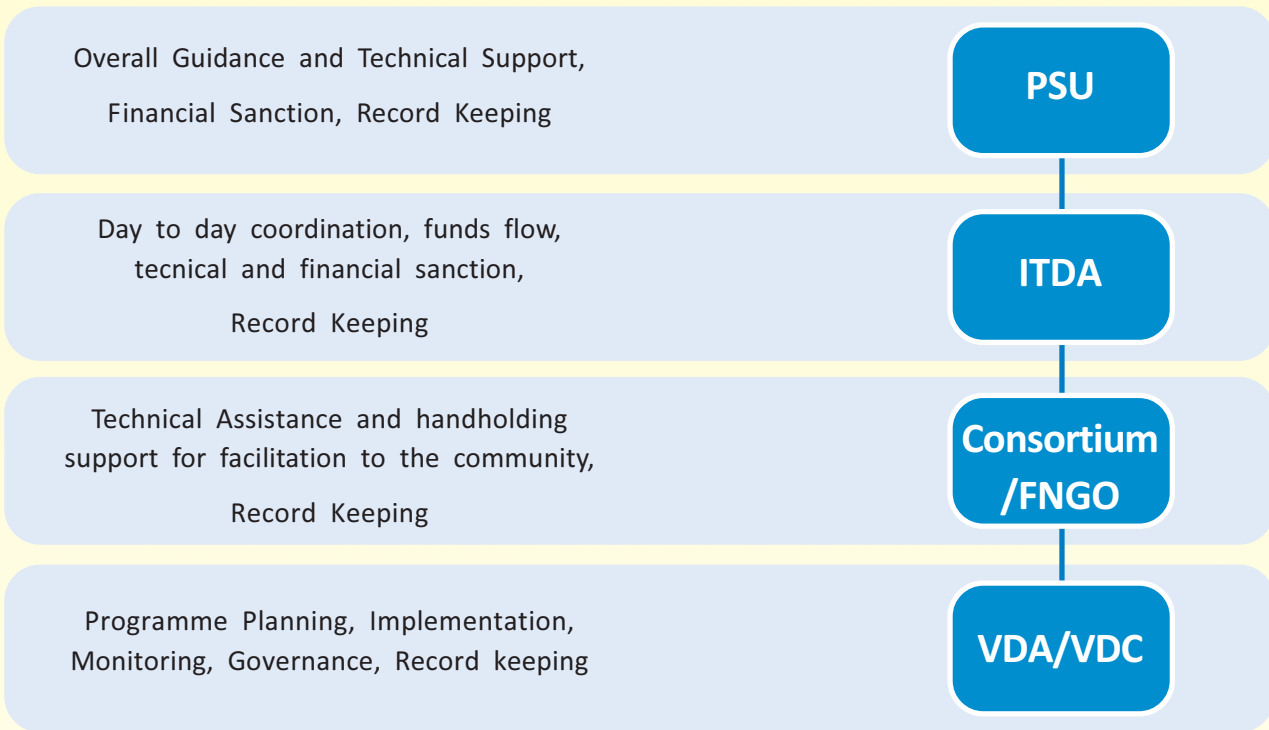 Overall Guidance and Technical Support,
Financial Sanction, Record Keeping
PSU
Day to day coordination, funds flow,
tecnical and financial sanction,
Record Keeping
ITDA
Technical Assistance and handholding
support for facilitation to the community,
Record Keeping
Consortium
/FNGO
Programme Planning, Implementation,
Monitoring, Governance, Record keeping
VDA/VDC